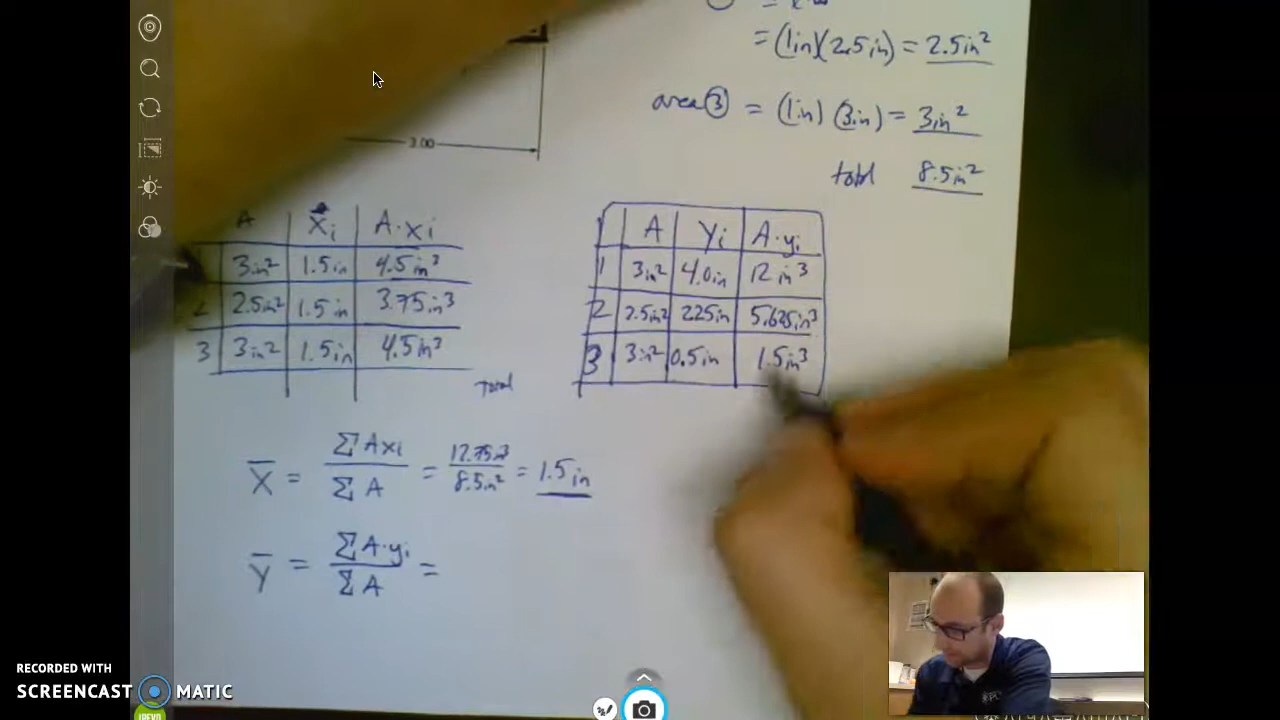 = (1in)(2.5in) = 2.5in²
area ③ = (1in) (3in) = 3in²
3.00
total 8.5in²
A x̄i A·xi
3in² 1.5in 4.5in³
2 2.5in² 1.5in 3.75in³
3 3in² 1.5in 4.5in³
total
A Yi A·yi
1 3in² 4.0in 12in³
2 2.5in² 2.25in 5.625in³
3 3in² 0.5in 1.5in³
X̄ = ΣAxi / ΣA = 12.75in³ / 8.5in² = 1.5in
Ȳ = ΣA·yi / ΣA =
RECORDED WITH
SCREENCAST MATIC